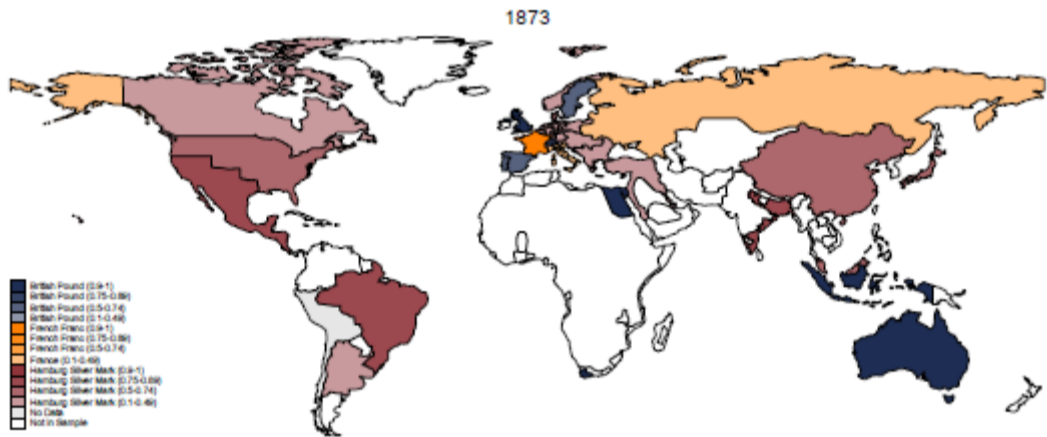 1873
British Pound (0.9-1)
British Pound (0.75-0.89)
British Pound (0.5-0.74)
British Pound (0.1-0.49)
French Franc (0.9-1)
French Franc (0.75-0.89)
French Franc (0.5-0.74)
France (0.1-0.49)
Hamburg Silver Mark (0.9-1)
Hamburg Silver Mark (0.75-0.89)
Hamburg Silver Mark (0.5-0.74)
Hamburg Silver Mark (0.1-0.49)
No Data
Not in Sample